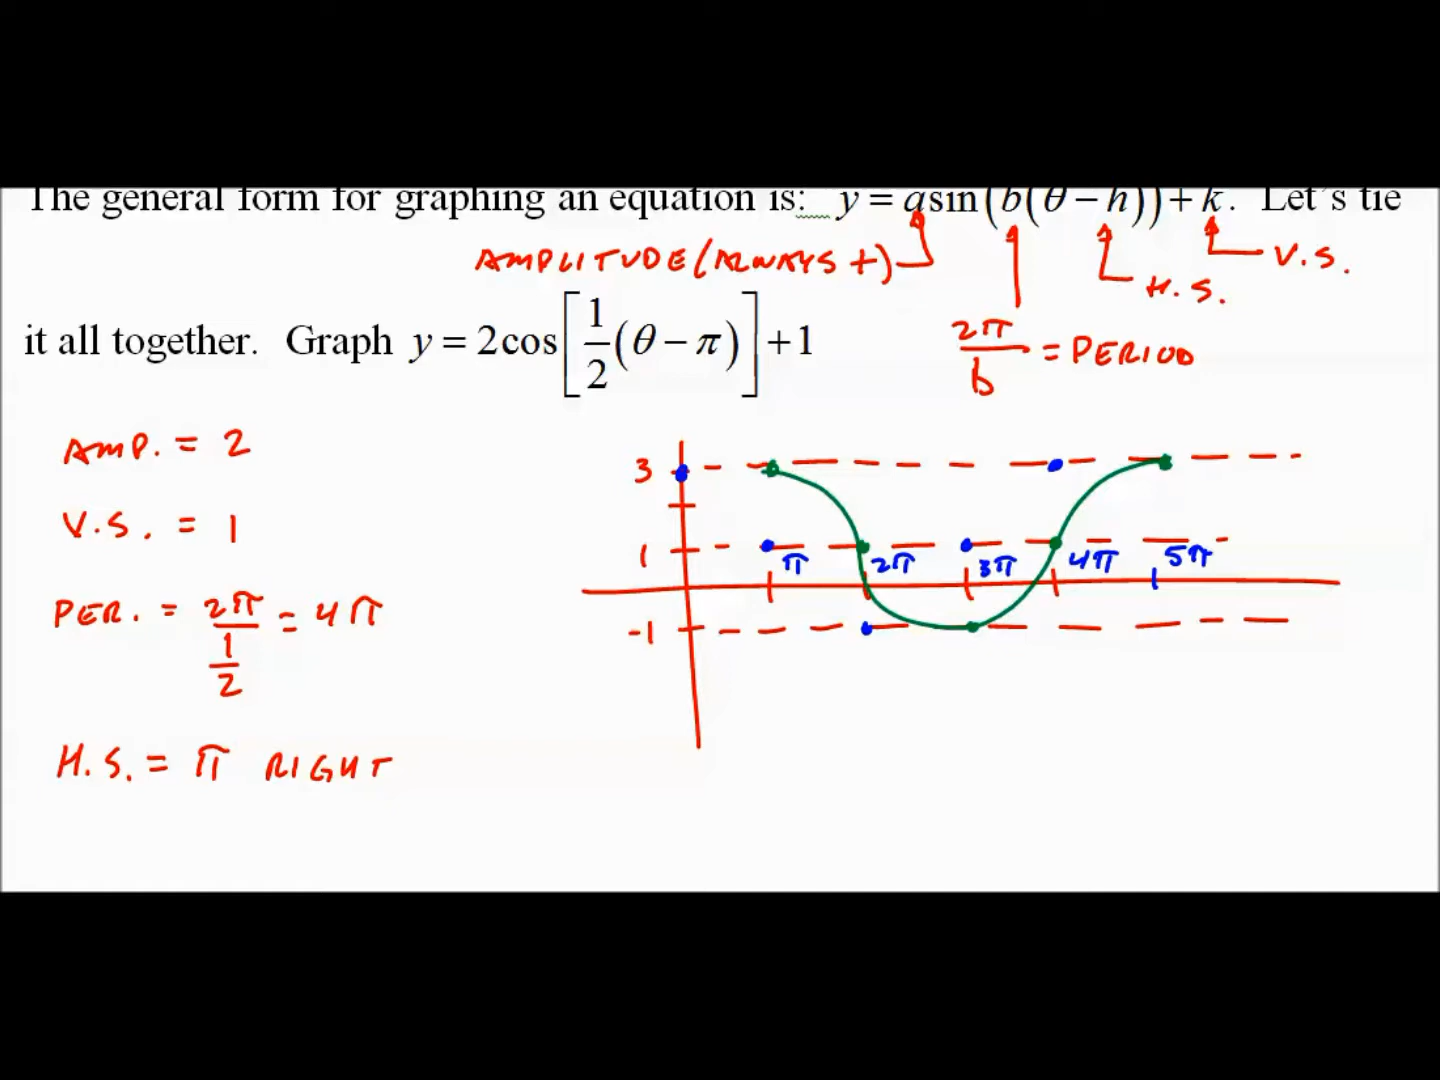 The general form for graphing an equation is: y = a sin(b(θ − h)) + k. Let's tie
AMPLITUDE (ALWAYS +)
V.S.
H.S.
it all together. Graph y = 2cos[1/2(θ − π)] + 1
2π/b = PERIOD
AMP. = 2
3
V.S. = 1
1
π 2π 3π 4π 5π
PER. = 2π/(1/2) = 4π
-1
H.S. = π RIGHT